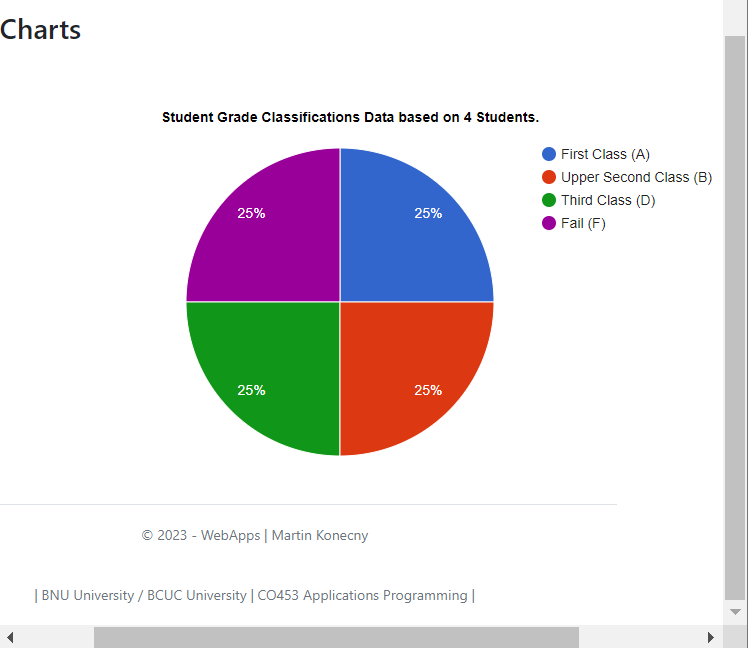 Charts
Student Grade Classifications Data based on 4 Students.
First Class (A)
Upper Second Class (B)
Third Class (D)
Fail (F)
25%
25%
25%
25%
© 2023 - WebApps | Martin Konecny
| BNU University / BCUC University | CO453 Applications Programming |